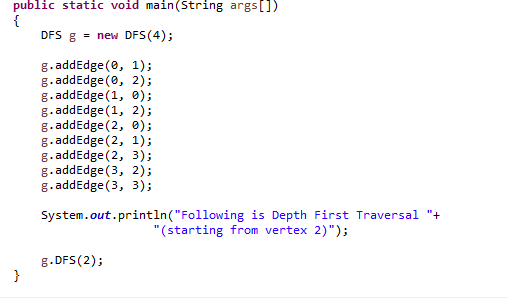 public static void main(String args[])
{
DFS g = new DFS(4);
g.addEdge(0, 1);
g.addEdge(0, 2);
g.addEdge(1, 0);
g.addEdge(1, 2);
g.addEdge(2, 0);
g.addEdge(2, 1);
g.addEdge(2, 3);
g.addEdge(3, 2);
g.addEdge(3, 3);
System.out.println("Following is Depth First Traversal "+
"(starting from vertex 2)");
g.DFS(2);
}